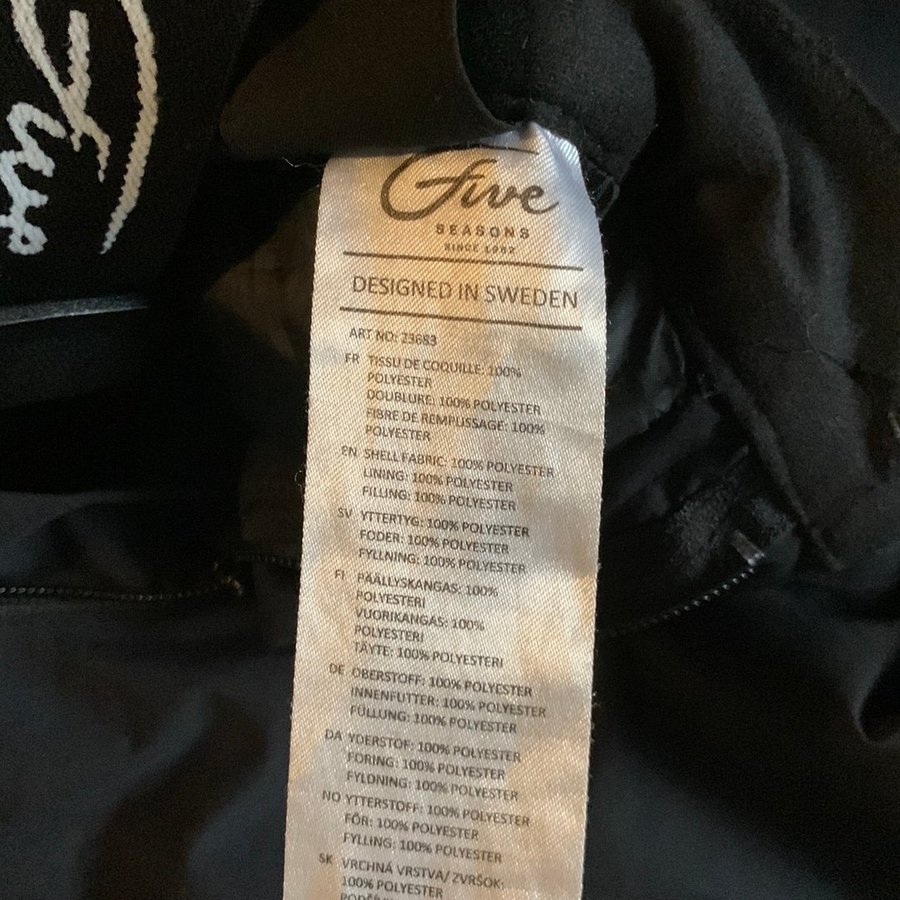 Five
Five
SEASONS
SINCE 1982
DESIGNED IN SWEDEN
ART NO: 23683
FR TISSU DE COQUILLE: 100%
POLYESTER
DOUBLURE: 100% POLYESTER
FIBRE DE REMPUSSAGE: 100%
POLYESTER
EN SHELL FABRIC: 100% POLYESTER
LINING: 100% POLYESTER
FILLING: 100% POLYESTER
SV YTTERTYG: 100% POLYESTER
FODER: 100% POLYESTER
FYLLNING: 100% POLYESTER
FI PÄÄLLYSKANGAS: 100%
POLYESTERI
VUORIKANGAS: 100%
POLYESTERI
TÄYTE: 100% POLYESTERI
DE OBERSTOFF: 100% POLYESTER
INNENFUTTER: 100% POLYESTER
FÜLLUNG: 100% POLYESTER
DA YDERSTOF: 100% POLYESTER
FORING: 100% POLYESTER
FYLDNING: 100% POLYESTER
NO YTTERSTOFF: 100% POLYESTER
FÔR: 100% POLYESTER
FYLLING: 100% POLYESTER
SK VRCHNÁ VRSTVA/ ZVRŠOK:
100% POLYESTER